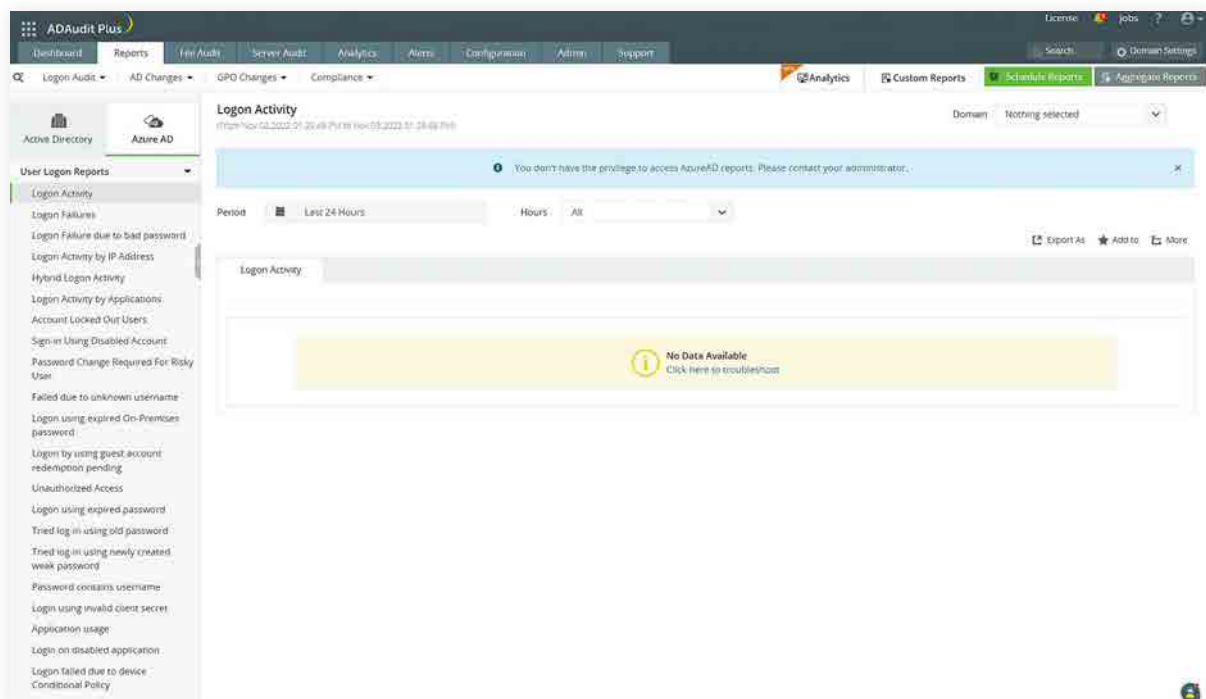 License jobs ?
ADAudit Plus
Dashboard Reports File Audit Server Audit Analytics Alerts Configuration Admin Support Search Domain Settings
Logon Audit AD Changes GPO Changes Compliance Analytics Custom Reports Schedule Reports Aggregate Reports
Active Directory
Azure AD
User Logon Reports
Logon Activity
Logon Failures
Logon Failure due to bad password
Logon Activity by IP Address
Hybrid Logon Activity
Logon Activity by Applications
Account Locked Out Users
Sign-in Using Disabled Account
Password Change Required For Risky
User
Failed due to unknown username
Logon using expired On-Premises
password
Logon by using guest account
redemption pending
Unauthorized Access
Logon using expired password
Tried log in using old password
Tried log in using newly created
weak password
Password contains username
Login using invalid client secret
Application usage
Login on disabled application
Logon failed due to device
Conditional Policy
Logon Activity
Domain Nothing selected
You don't have the privilege to access AzureAD reports. Please contact your administrator.
Period Last 24 Hours Hours All
Export As Add to More
Logon Activity
No Data Available
Click here to troubleshoot